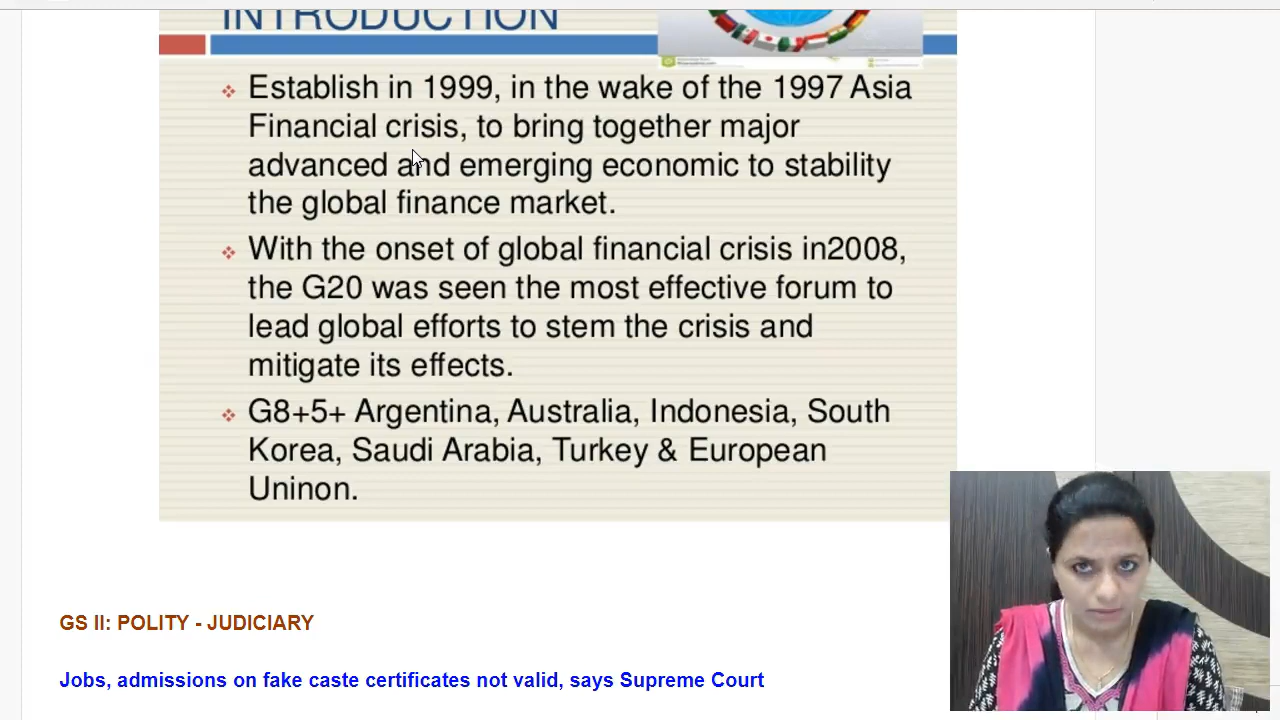 INTRODUCTION
Establish in 1999, in the wake of the 1997 Asia
Financial crisis, to bring together major
advanced and emerging economic to stability
the global finance market.
With the onset of global financial crisis in2008,
the G20 was seen the most effective forum to
lead global efforts to stem the crisis and
mitigate its effects.
G8+5+ Argentina, Australia, Indonesia, South
Korea, Saudi Arabia, Turkey & European
Uninon.
GS II: POLITY - JUDICIARY
Jobs, admissions on fake caste certificates not valid, says Supreme Court